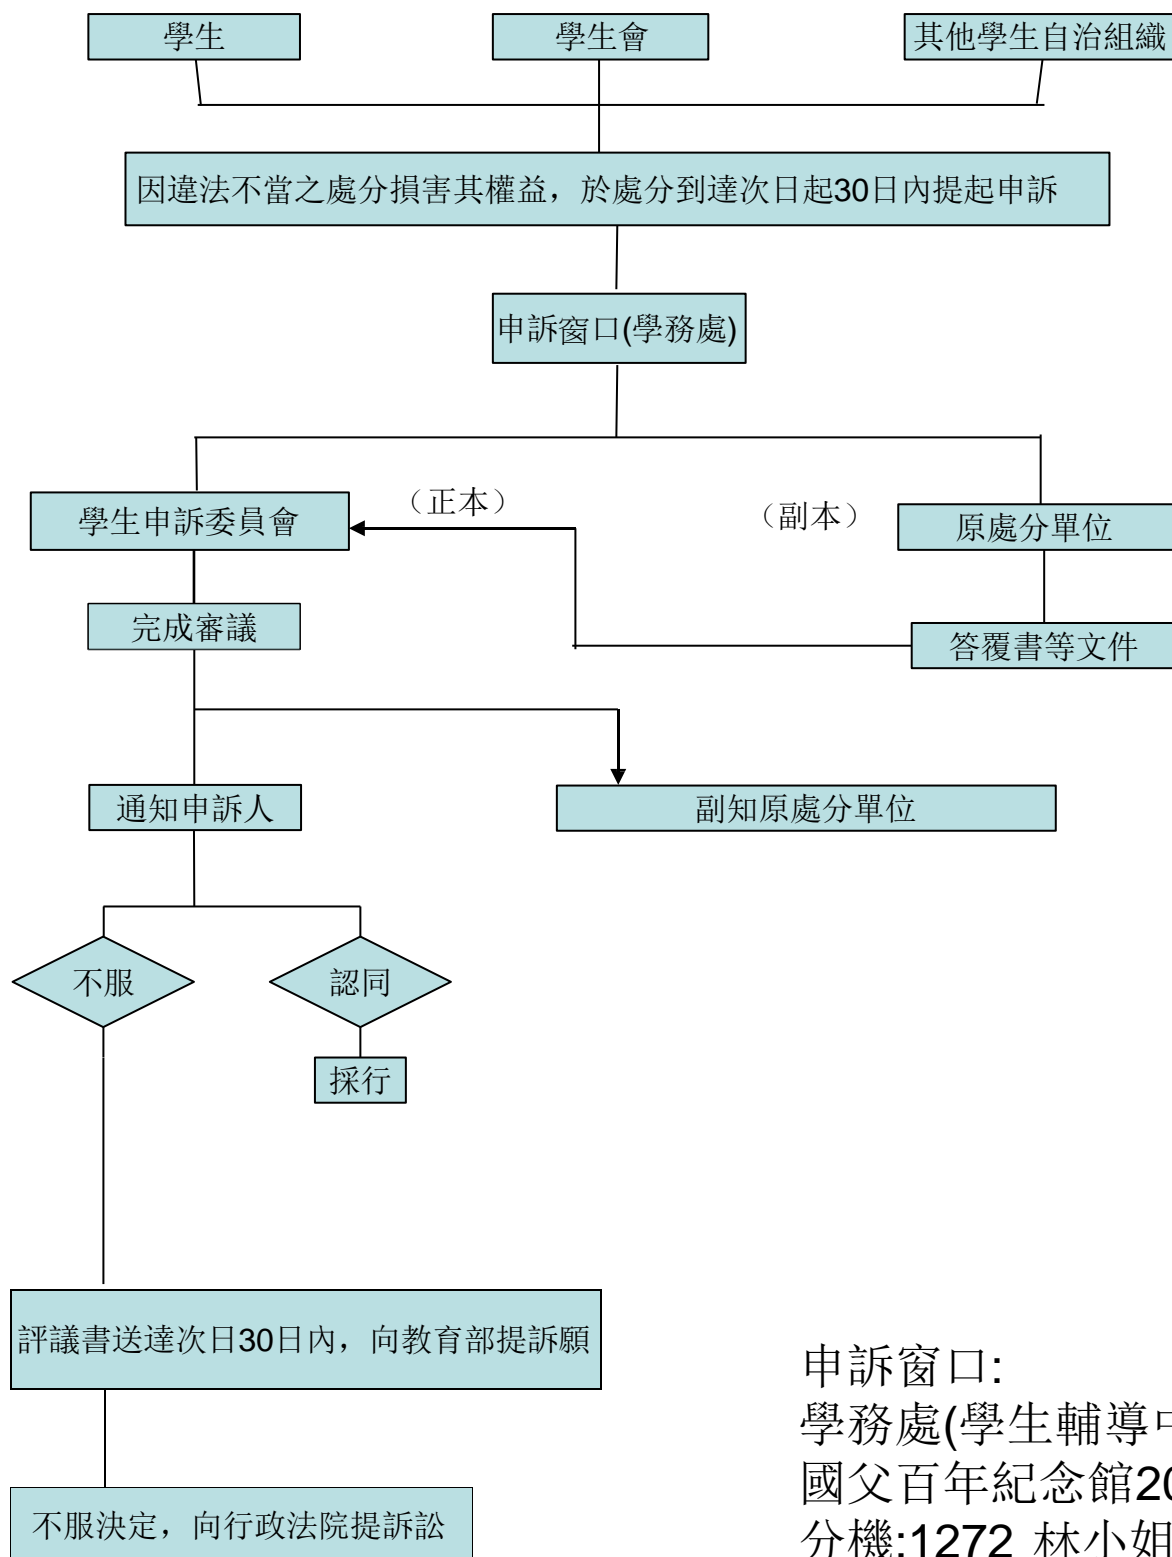 學生
學生會
其他學生自治組織
因違法不當之處分損害其權益，於處分到達次日起30日內提起申訴
申訴窗口(學務處)
學生申訴委員會
（正本）
（副本）
原處分單位
完成審議
答覆書等文件
通知申訴人
副知原處分單位
不服
認同
採行
評議書送達次日30日內，向教育部提訴願
不服決定，向行政法院提訴訟
申訴窗口:
學務處(學生輔導中
國父百年紀念館20
分機:1272 林小姐